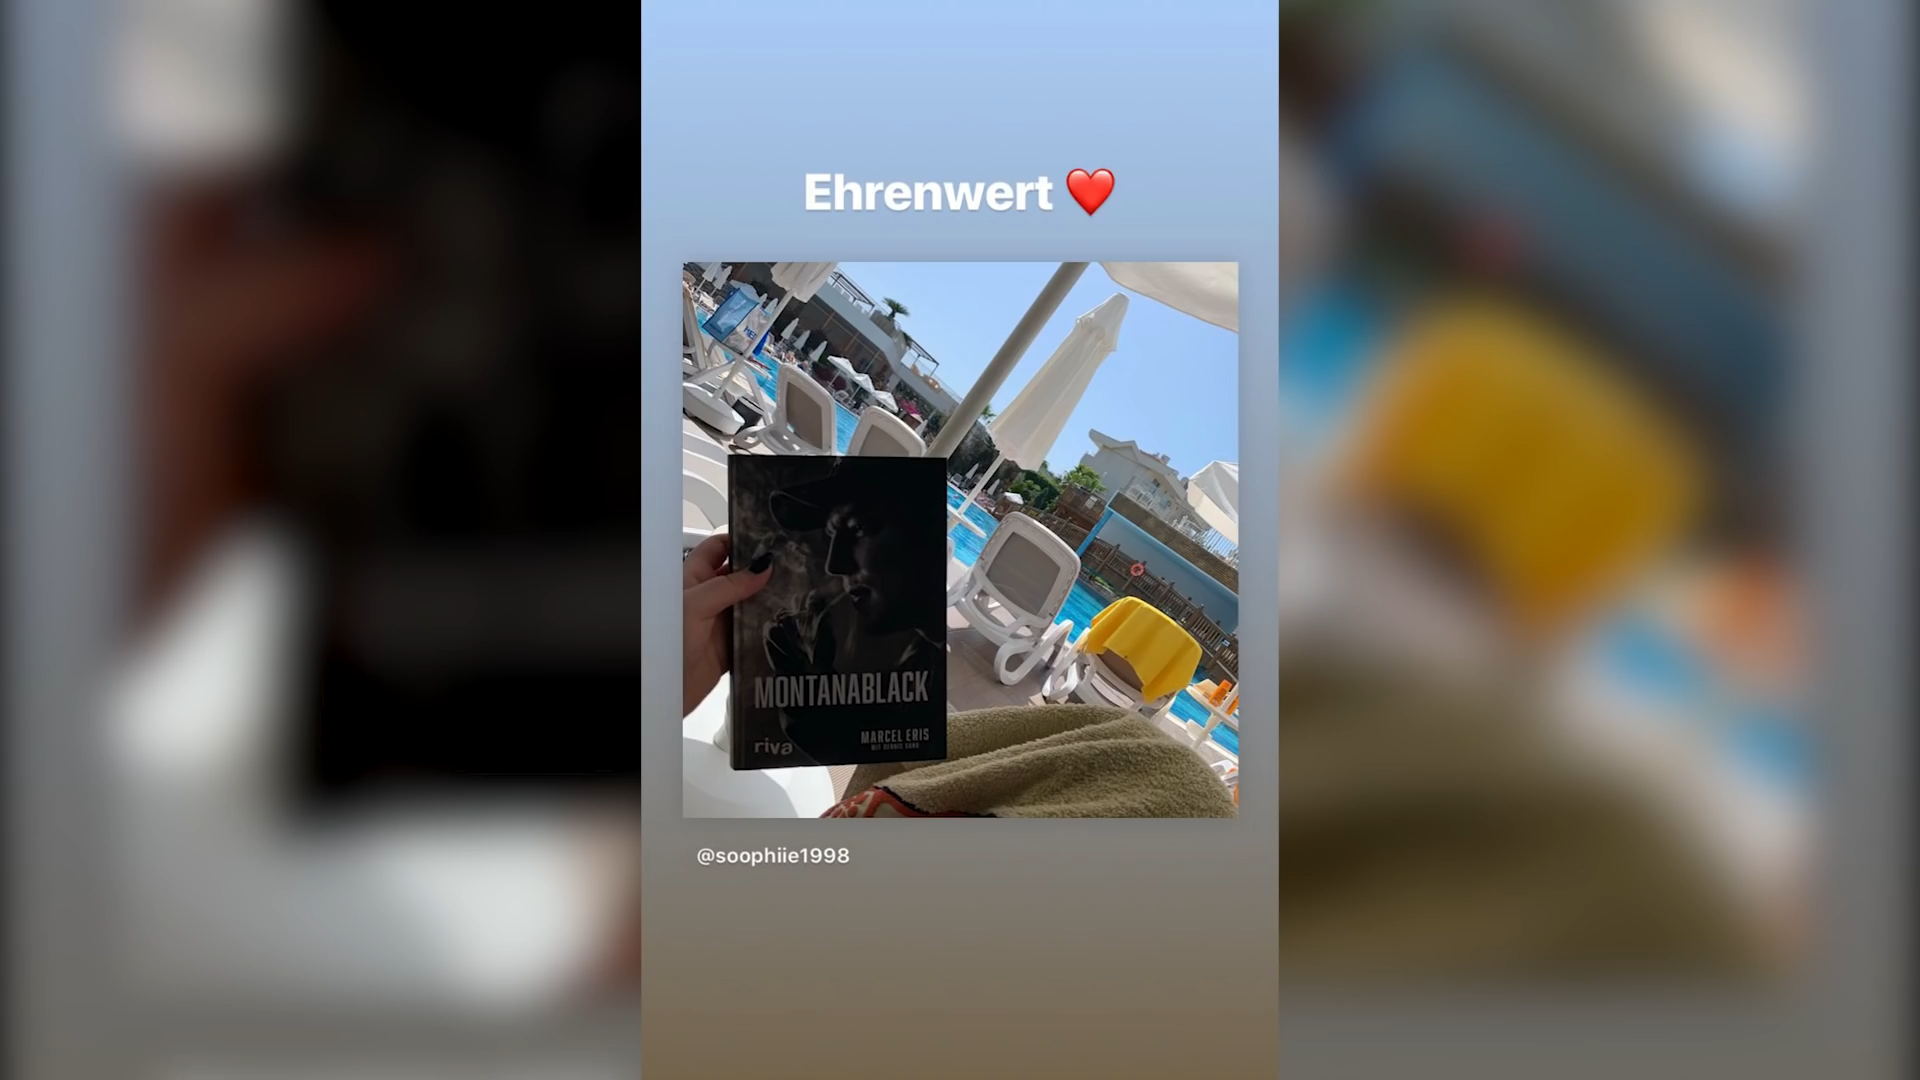 Ehrenwert ❤️
MONTANABLACK
MARCEL ERIS
riva
@soophiie1998